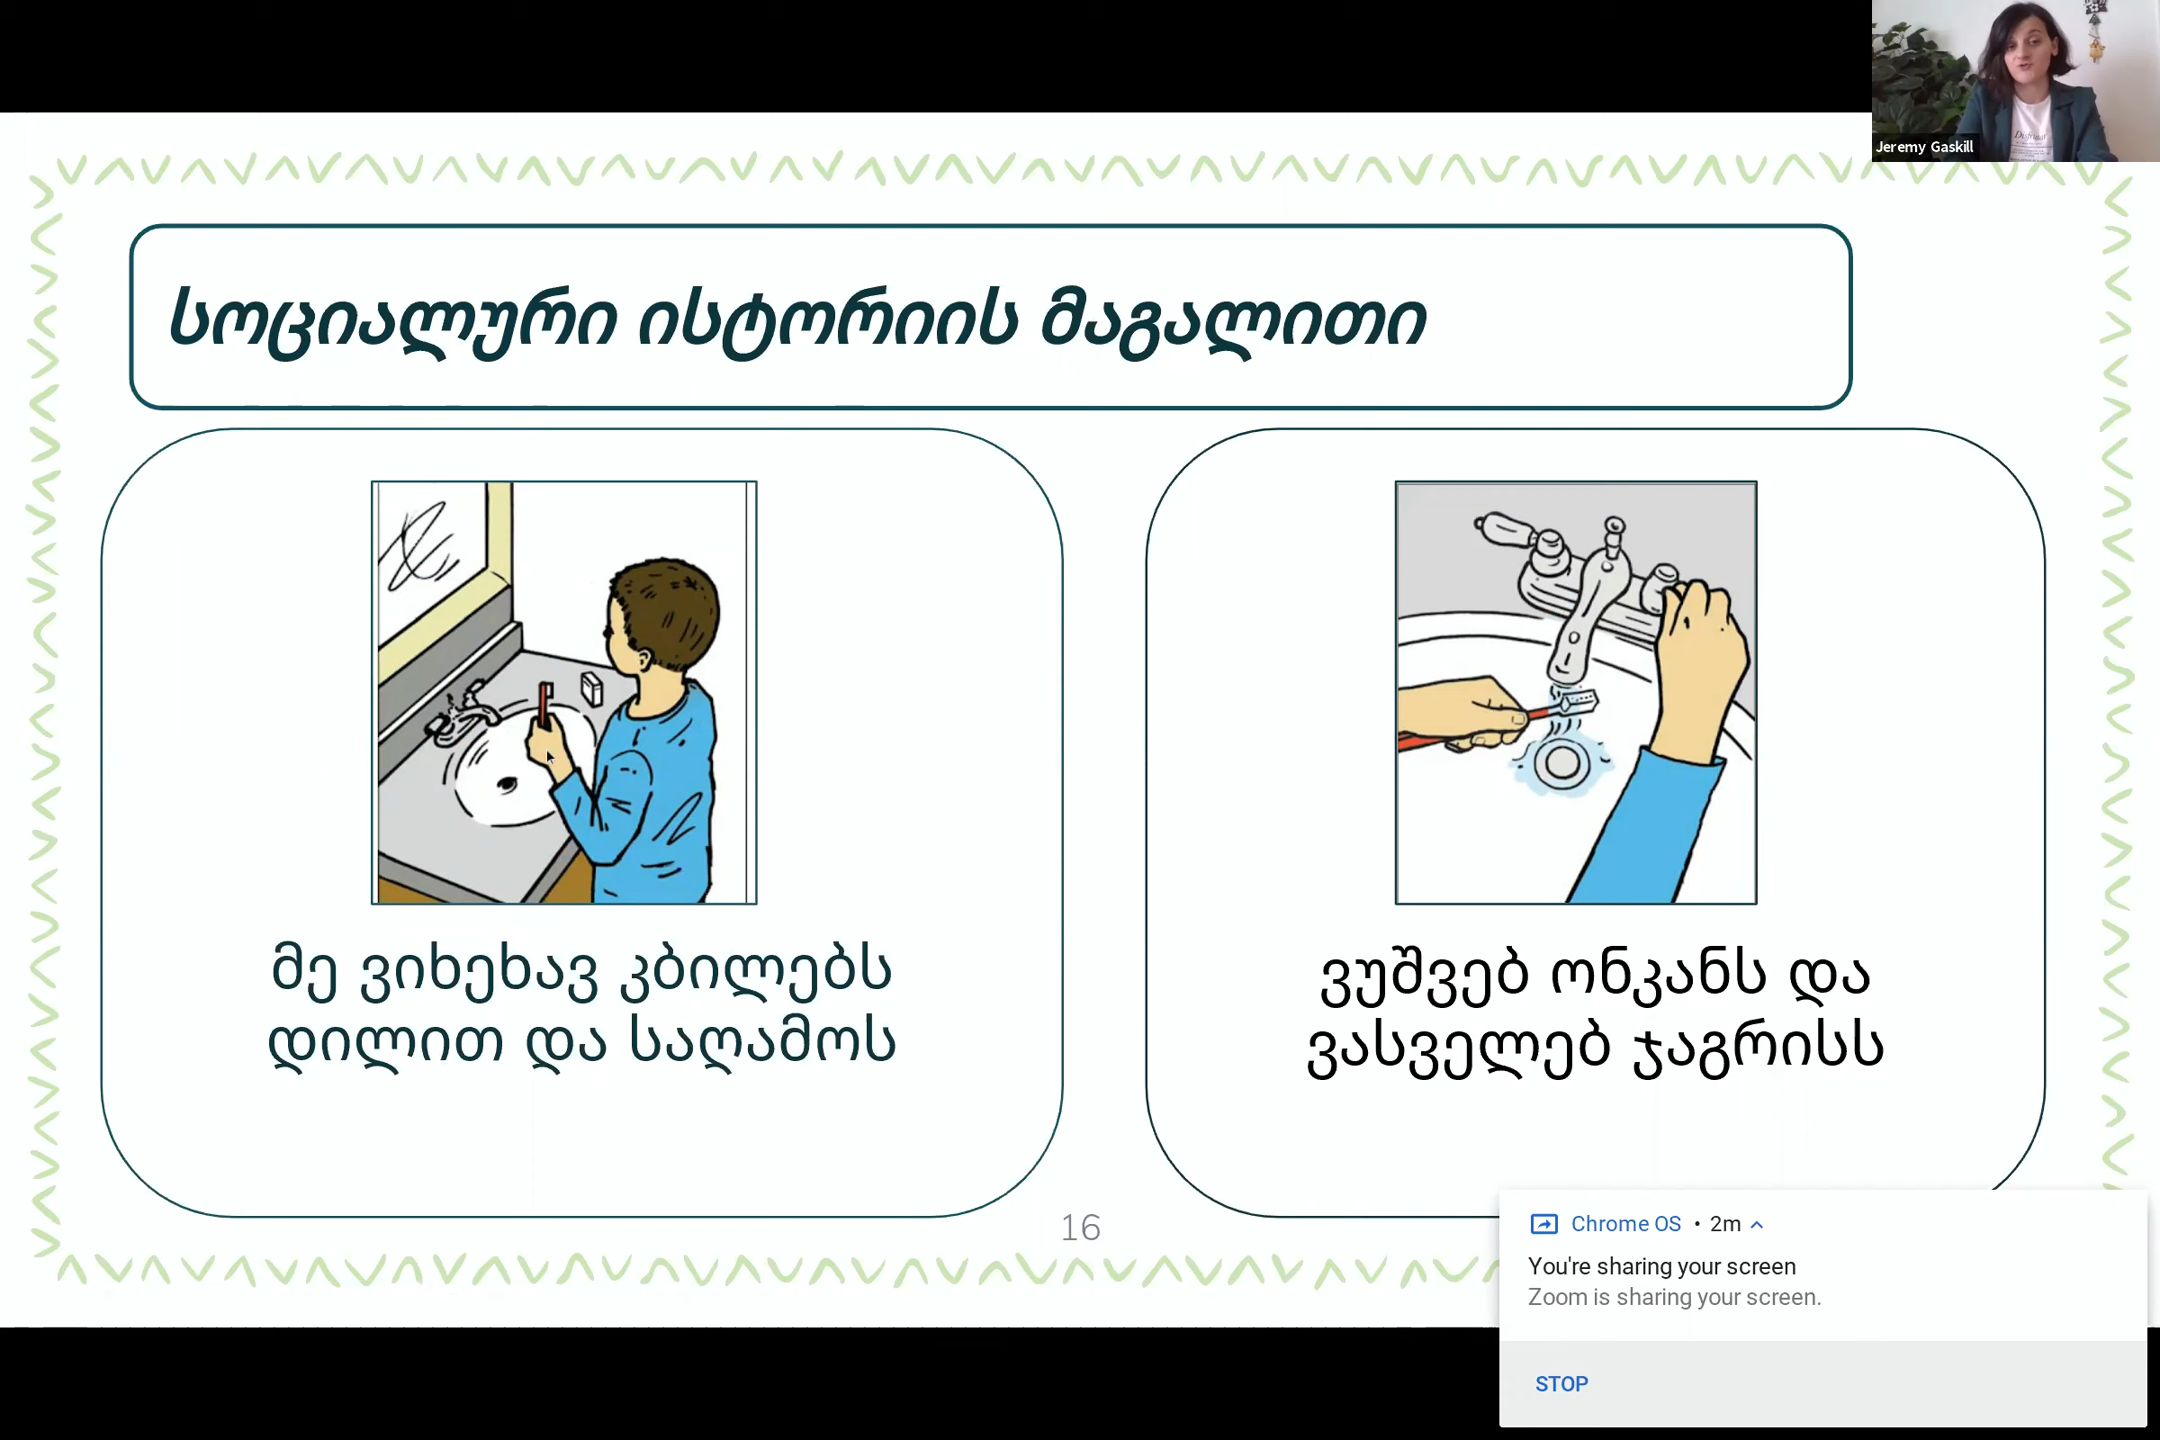 Jeremy Gaskill
სოციალური ისტორიის მაგალითი
მე ვიხეხავ კბილებს
დილით და საღამოს
ვუშვებ ონკანს და
ვასველებ ჯაგრისს
16
Chrome OS • 2m
You're sharing your screen
Zoom is sharing your screen.
STOP